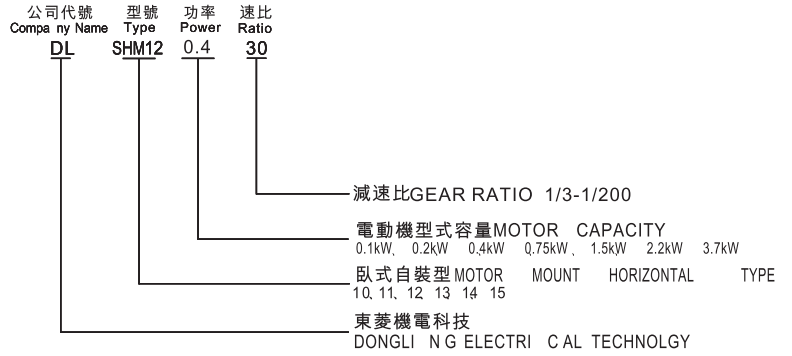 公司代號 型號 功率 速比
Compa ny Name Type Power Ratio
DL SHM12 0.4 30
減速比GEAR RATIO 1/3-1/200
電動機型式容量MOTOR CAPACITY
0.1kW、 0.2kW 0.4kW 0.75kW、 1.5kW 2.2kW 3.7kW
臥式自裝型MOTOR MOUNT HORIZONTAL TYPE
10、11、12 13 14 15
東菱機電科技
DONGLI N G ELECTRI C AL TECHNOLGY